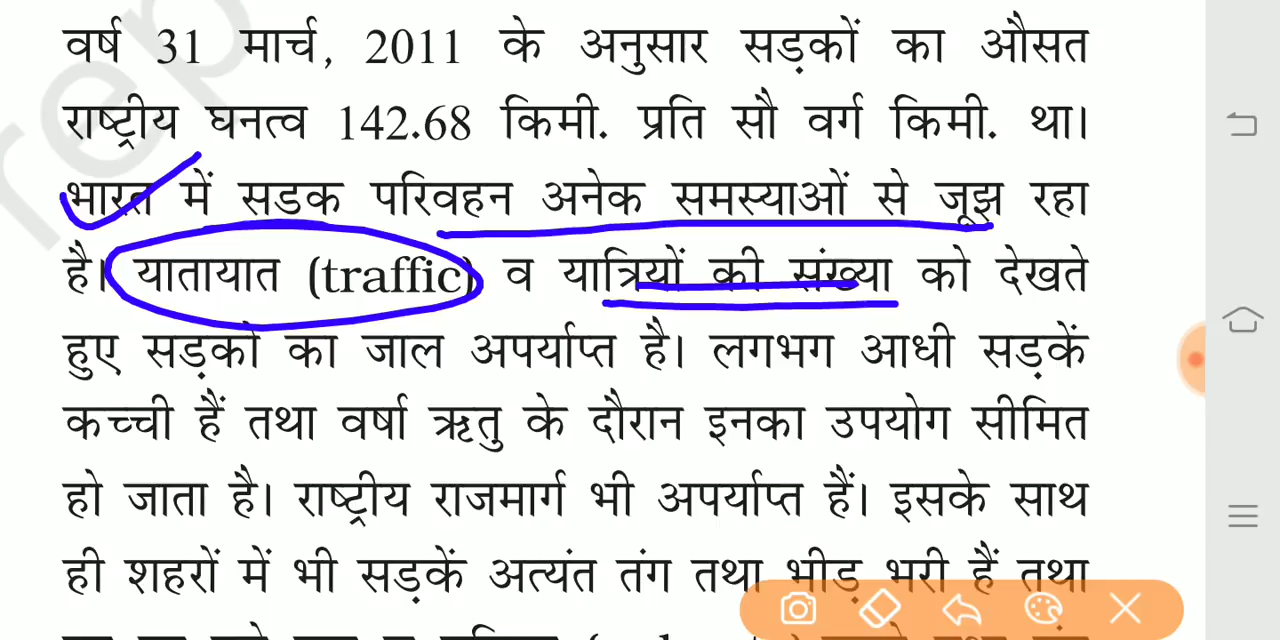 वर्ष 31 मार्च, 2011 के अनुसार सड़कों का औसत
राष्ट्रीय घनत्व 142.68 किमी. प्रति सौ वर्ग किमी. था।
भारत में सडक परिवहन अनेक समस्याओं से जूझ रहा
है। यातायात (traffic) व यात्रियों की संख्या को देखते
हुए सड़कों का जाल अपर्याप्त है। लगभग आधी सड़कें
कच्ची हैं तथा वर्षा ऋतु के दौरान इनका उपयोग सीमित
हो जाता है। राष्ट्रीय राजमार्ग भी अपर्याप्त हैं। इसके साथ
ही शहरों में भी सड़कें अत्यंत तंग तथा भीड़ भरी हैं तथा